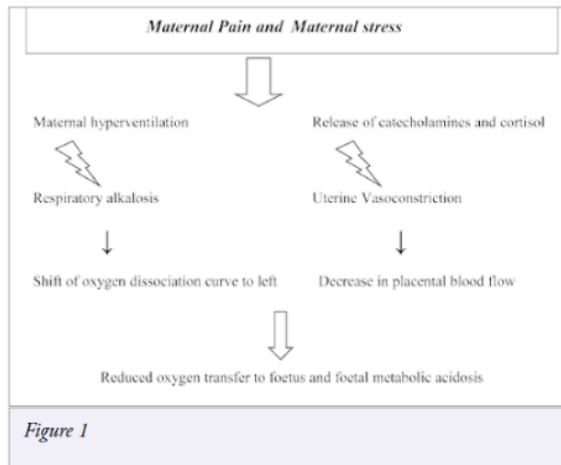 Maternal Pain and Maternal stress
Maternal hyperventilation
Release of catecholamines and cortisol
Respiratory alkalosis
Uterine Vasoconstriction
Shift of oxygen dissociation curve to left
Decrease in placental blood flow
Reduced oxygen transfer to foetus and foetal metabolic acidosis
Figure 1